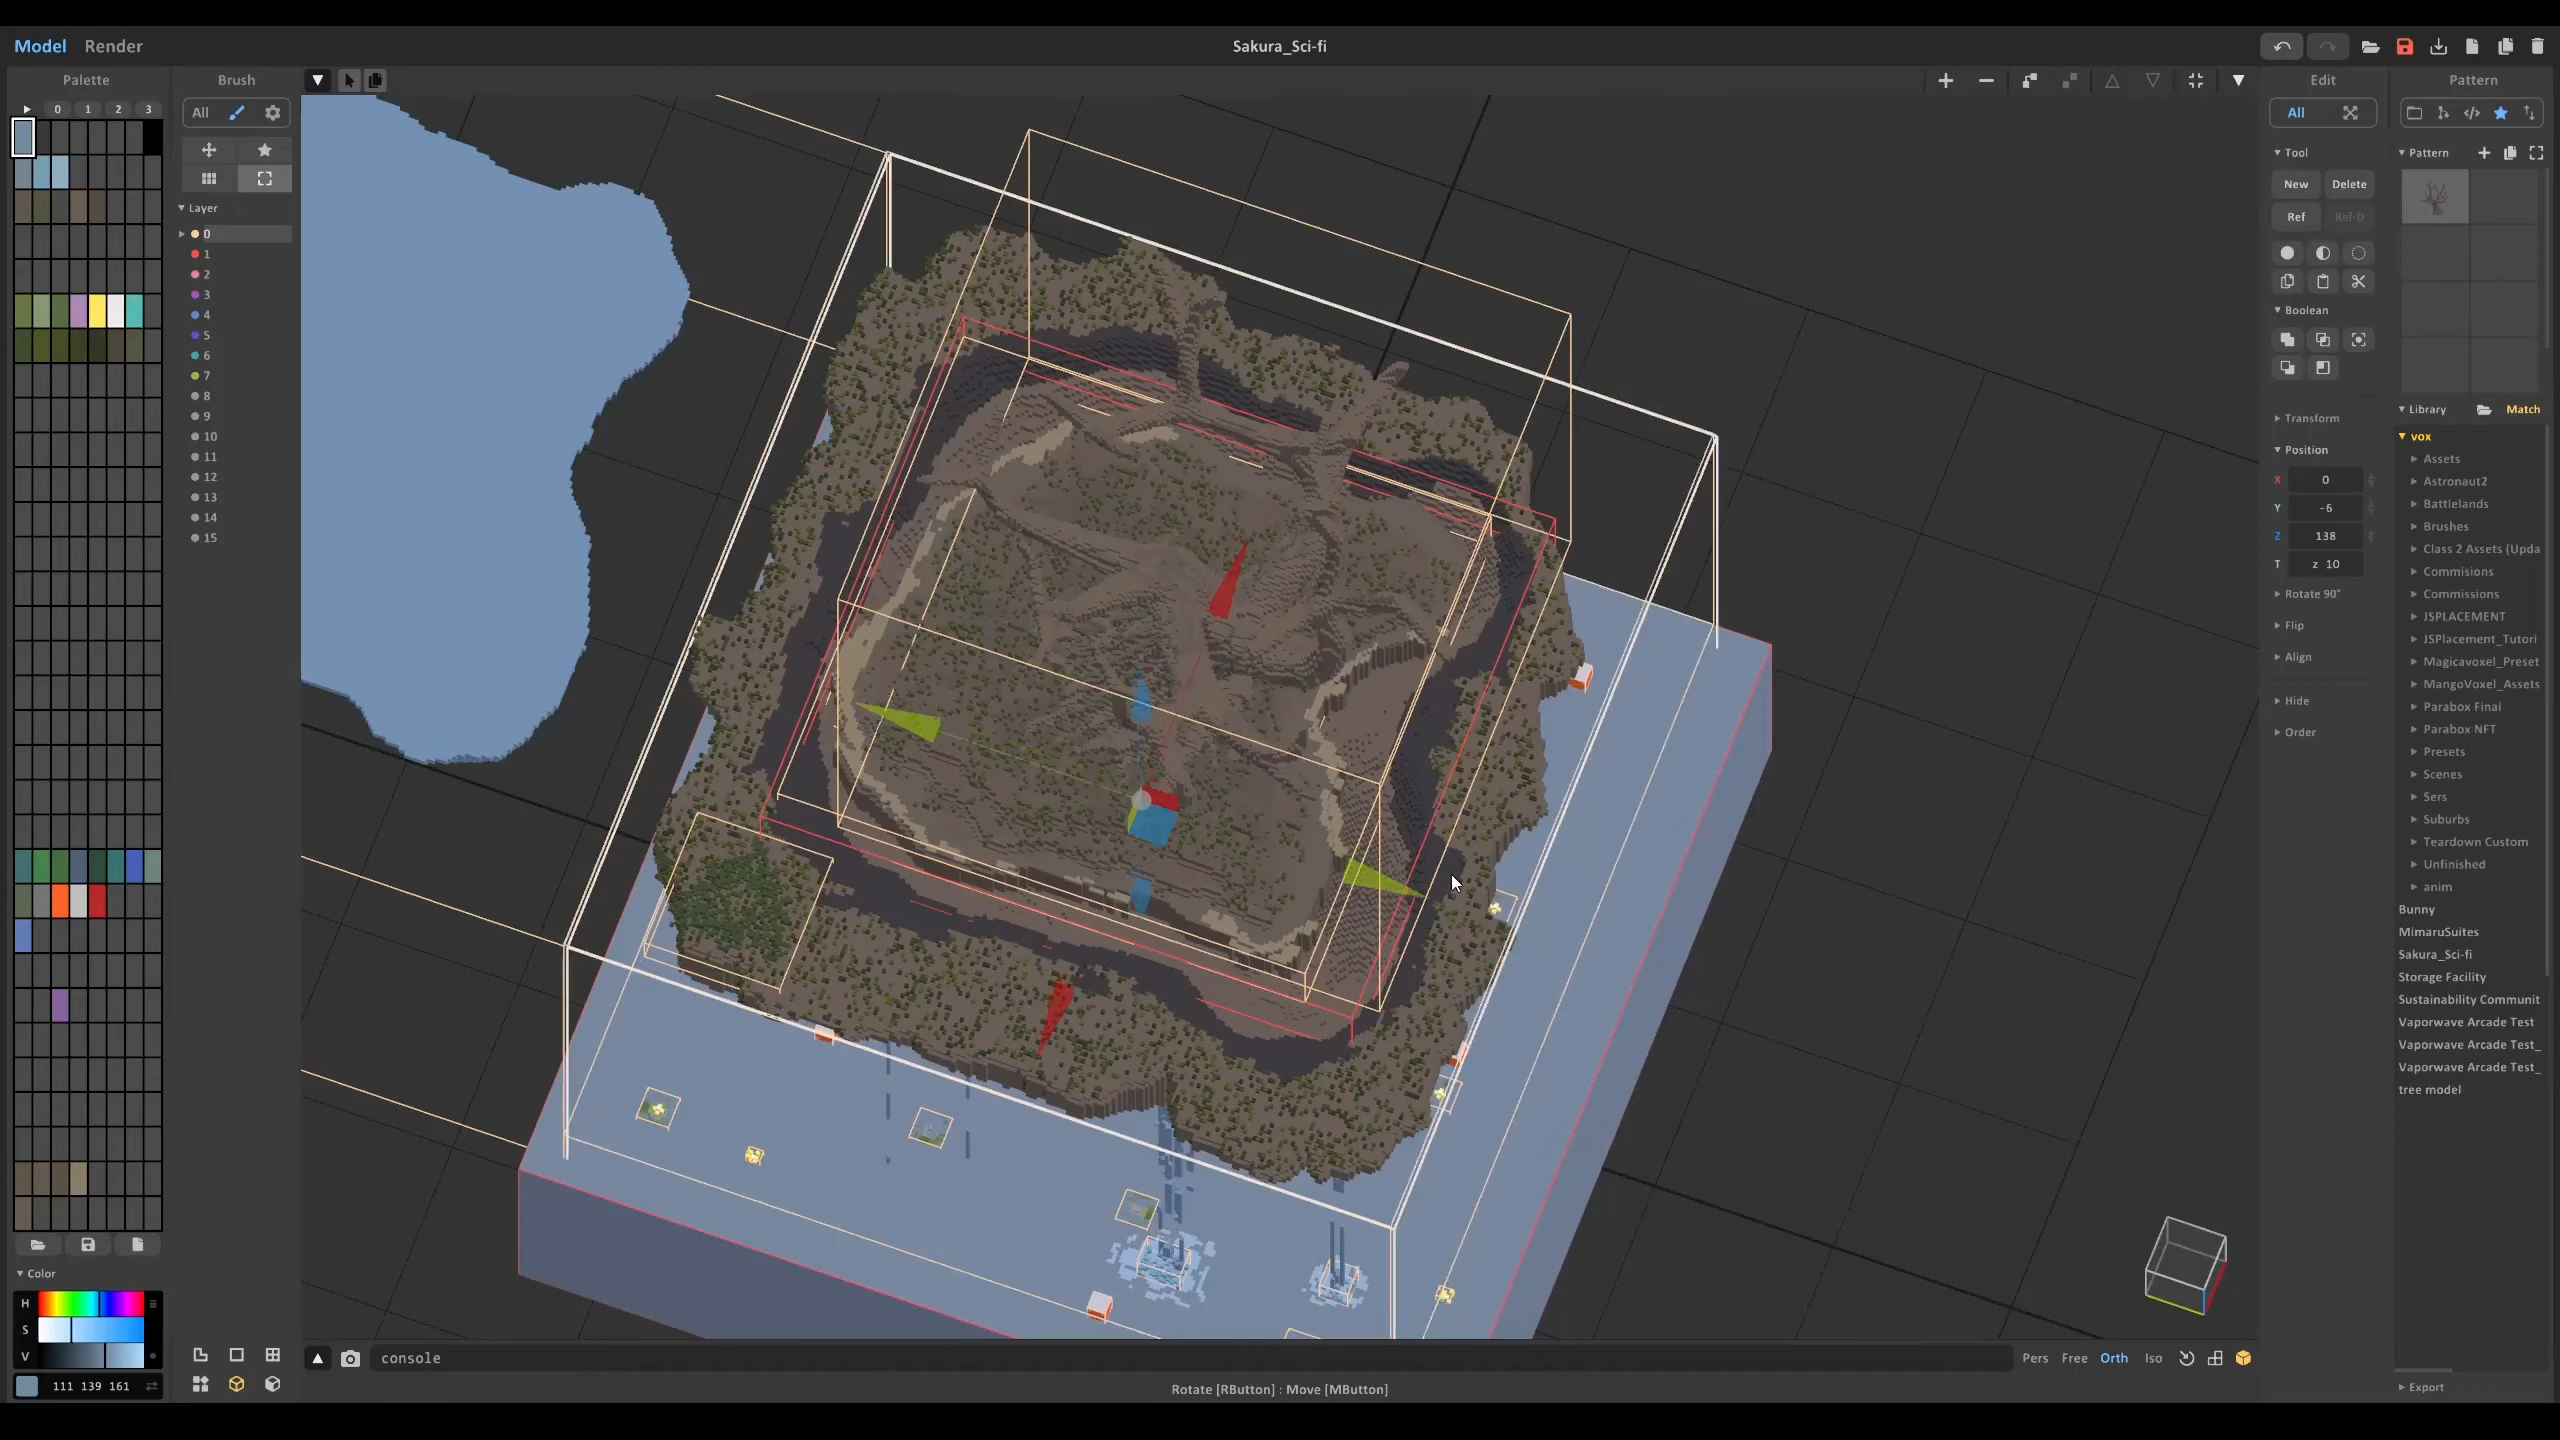 Model Render Sakura_Sci-fi
Palette Brush Edit Pattern
0 1 2 3
All
Layer
0
1
2
3
4
5
6
7
8
9
10
11
12
13
14
15
Color
H
S
V
111 139 161
console
Pers Free Orth Iso
Rotate [RButton] : Move [MButton]
All
Tool
New Delete
Ref Ref-D
Boolean
Transform
Position
X 0
Y -6
Z 138
T z 10
Rotate 90°
Flip
Align
Hide
Order
Pattern
Library Match
vox
Assets
Astronaut2
Battlelands
Brushes
Class 2 Assets (Upda
Commisions
Commissions
JSPLACEMENT
JSPlacement_Tutori
Magicavoxel_Preset
MangoVoxel_Assets
Parabox Final
Parabox NFT
Presets
Scenes
Sers
Suburbs
Teardown Custom
Unfinished
anim
Bunny
MimaruSuites
Sakura_Sci-fi
Storage Facility
Sustainability Communit
Vaporwave Arcade Test
Vaporwave Arcade Test_
Vaporwave Arcade Test_
tree model
Export